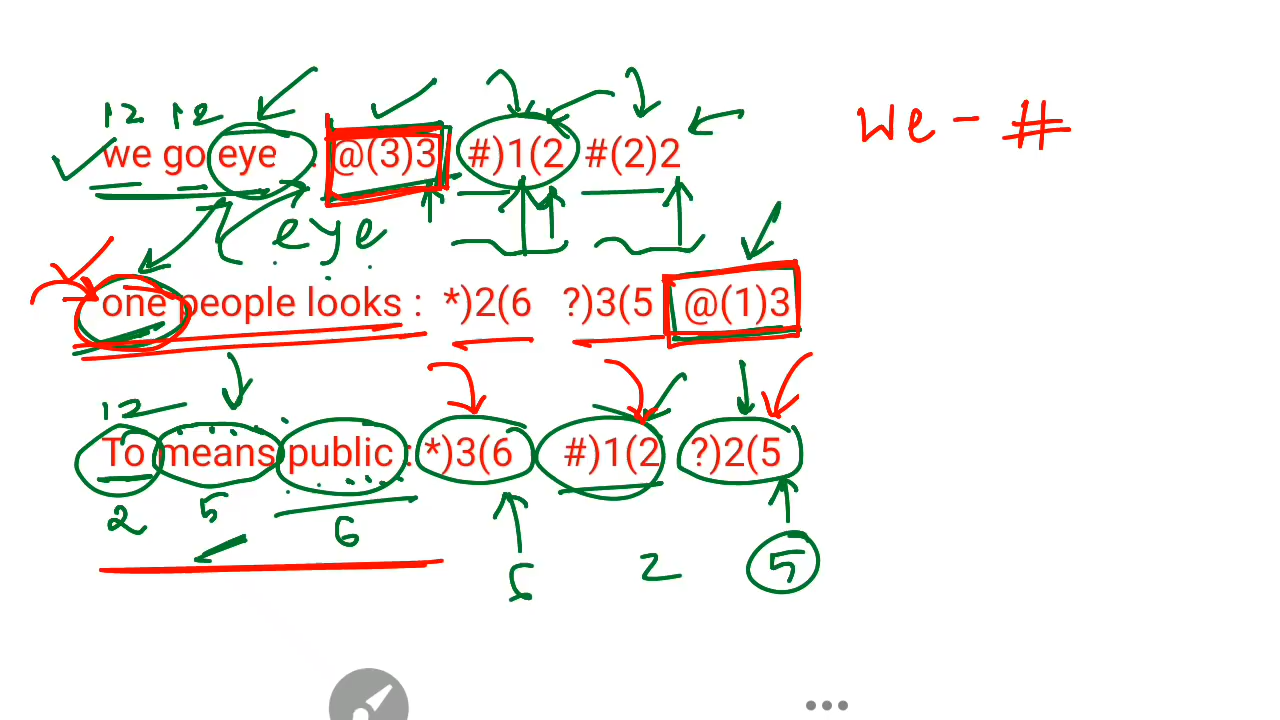 12 12
we go eye : @(3)3 #)1(2 #(2)2
we - #
eye
one people looks : *)2(6 ?)3(5 @(1)3
12
To means public : *)3(6 #)1(2 ?)2(5
2 5 6
2 5